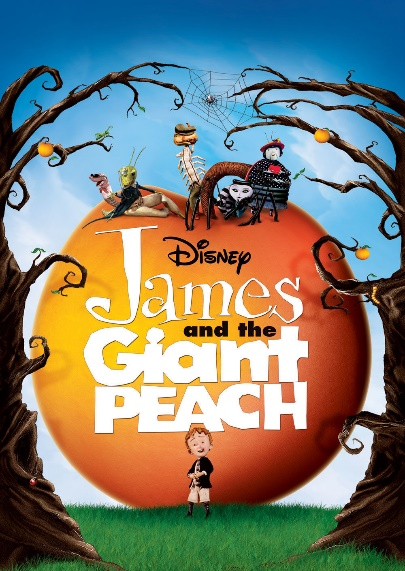 Disney
James
and the
Giant
PEACH